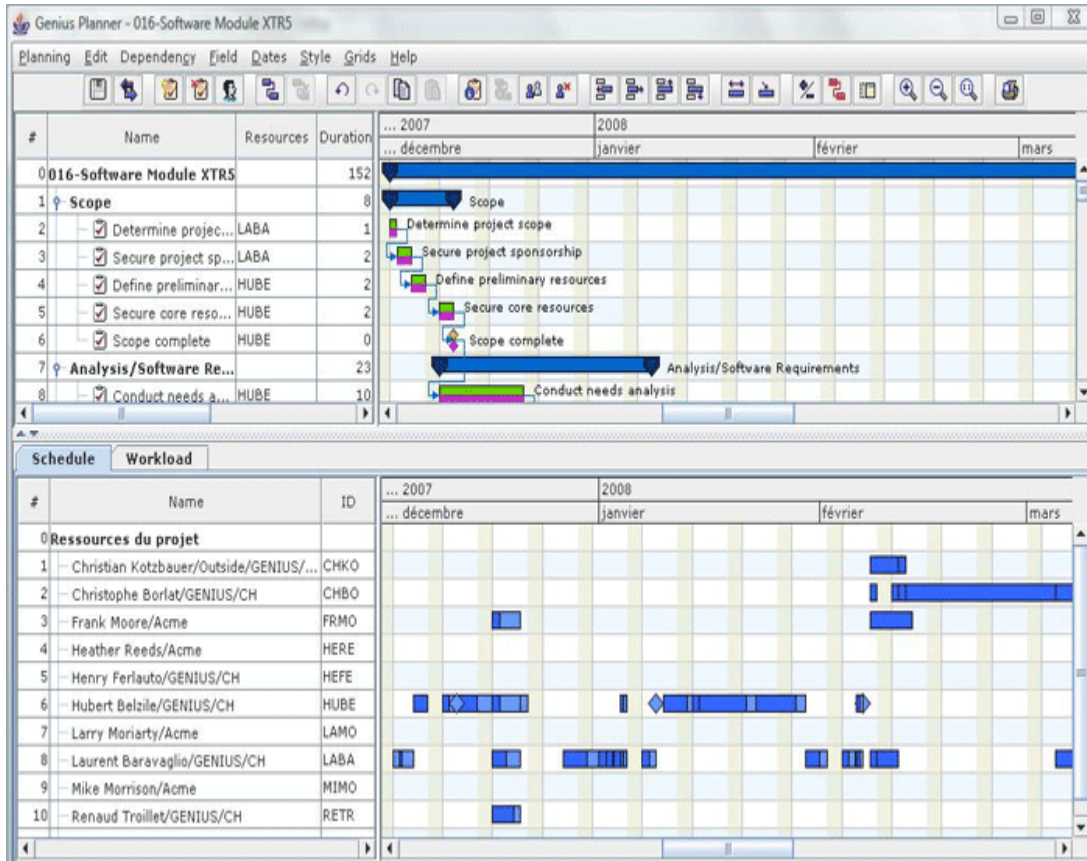 Genius Planner - 016-Software Module XTR5
Planning Edit Dependency Field Dates Style Grids Help
# Name Resources Duration ... 2007 2008
... décembre janvier février mars
0 016-Software Module XTR5 152
1 Scope 8 Scope
2 Determine projec... LABA 1 Determine project scope
3 Secure project sp... LABA 2 Secure project sponsorship
4 Define preliminar... HUBE 2 Define preliminary resources
5 Secure core reso... HUBE 2 Secure core resources
6 Scope complete HUBE 0 Scope complete
7 Analysis/Software Re... 23 Analysis/Software Requirements
8 Conduct needs a... HUBE 10 Conduct needs analysis
Schedule Workload
# Name ID ... 2007 2008
... décembre janvier février mars
0 Ressources du projet
1 Christian Kotzbauer/Outside/GENIUS/... CHKO
2 Christophe Borlat/GENIUS/CH CHBO
3 Frank Moore/Acme FRMO
4 Heather Reeds/Acme HERE
5 Henry Ferlauto/GENIUS/CH HEFE
6 Hubert Belzile/GENIUS/CH HUBE
7 Larry Moriarty/Acme LAMO
8 Laurent Baravaglio/GENIUS/CH LABA
9 Mike Morrison/Acme MIMO
10 Renaud Troillet/GENIUS/CH RETR